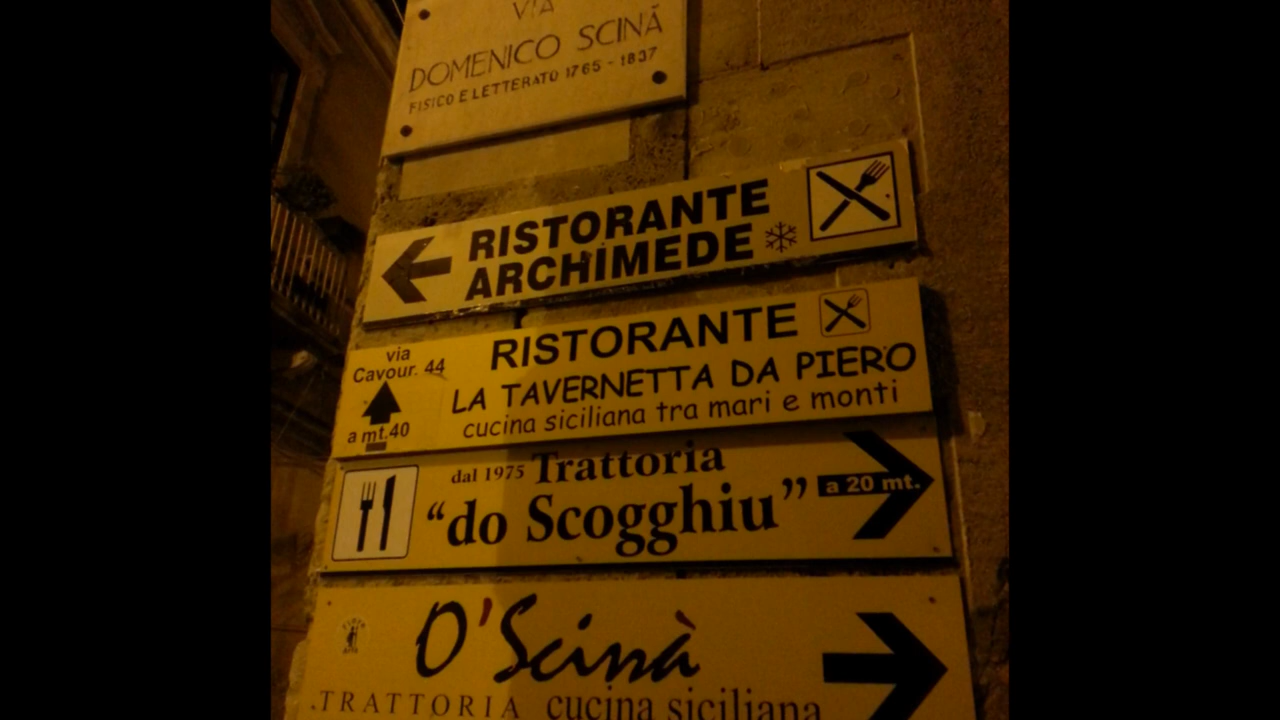 VIA
DOMENICO SCINÀ
FISICO E LETTERATO 1765 - 1837
RISTORANTE
ARCHIMEDE
RISTORANTE
via
Cavour. 44
LA TAVERNETTA DA PIERO
cucina siciliana tra mari e monti
a mt.40
dal 1975 Trattoria
"do Scogghiu"
a 20 mt.
O'Scinà
TRATTORIA cucina siciliana